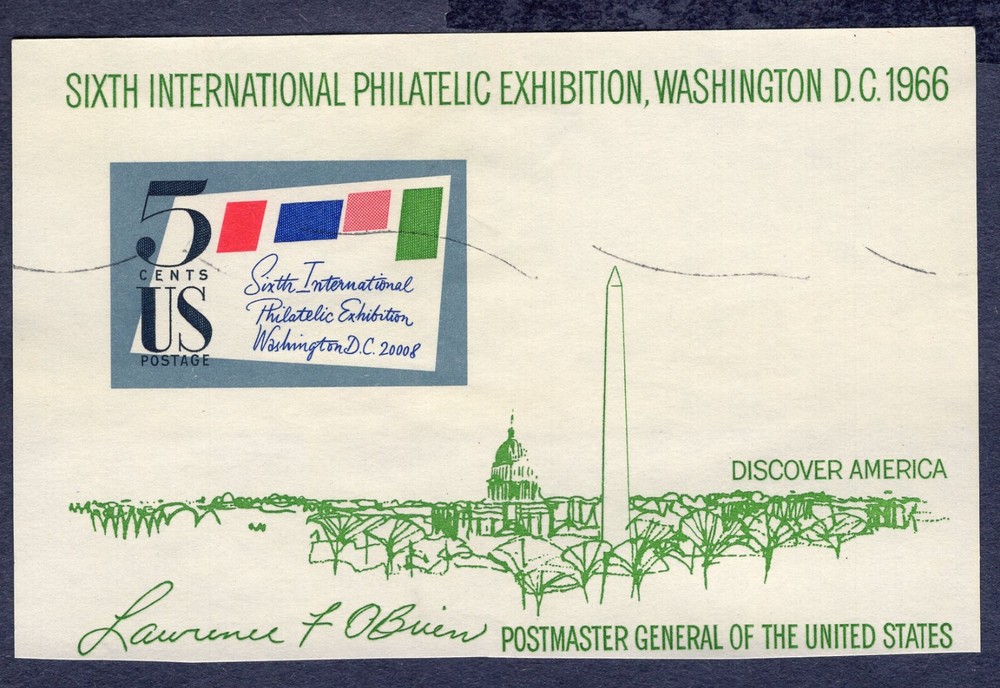 SIXTH INTERNATIONAL PHILATELIC EXHIBITION, WASHINGTON D.C. 1966
5
CENTS
US
POSTAGE
Sixth International
Philatelic Exhibition
Washington D.C. 20008
DISCOVER AMERICA
Lawrence F O'Brien POSTMASTER GENERAL OF THE UNITED STATES